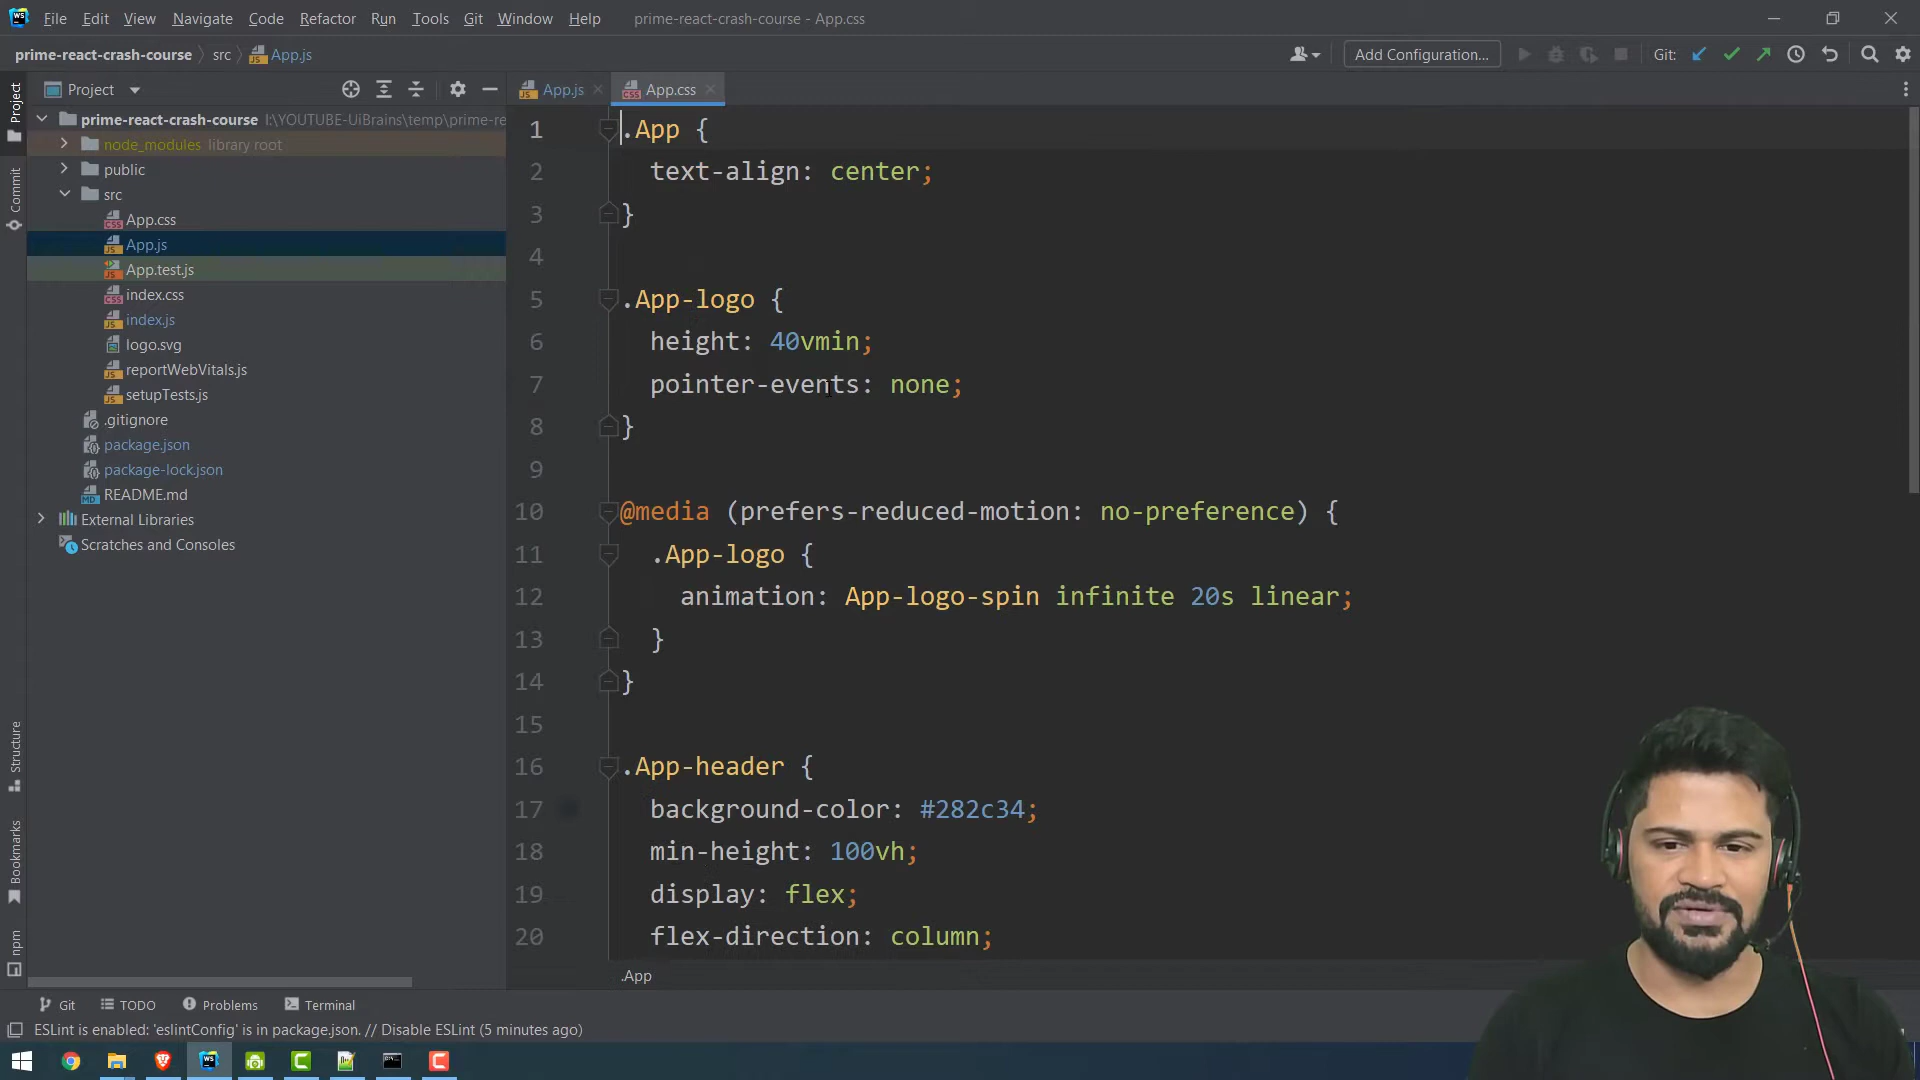 File Edit View Navigate Code Refactor Run Tools Git Window Help prime-react-crash-course - App.css
prime-react-crash-course src App.js Add Configuration... Git:
Project
App.js App.css
prime-react-crash-course I:\YOUTUBE-UiBrains\temp\prime-re
node_modules library root
public
src
App.css
App.js
App.test.js
index.css
index.js
logo.svg
reportWebVitals.js
setupTests.js
.gitignore
package.json
package-lock.json
README.md
External Libraries
Scratches and Consoles
Project
Commit
Structure
Bookmarks
npm
1 .App {
2 text-align: center;
3 }
4
5 .App-logo {
6 height: 40vmin;
7 pointer-events: none;
8 }
9
10 @media (prefers-reduced-motion: no-preference) {
11 .App-logo {
12 animation: App-logo-spin infinite 20s linear;
13 }
14 }
15
16 .App-header {
17 background-color: #282c34;
18 min-height: 100vh;
19 display: flex;
20 flex-direction: column;
.App
Git TODO Problems Terminal
ESLint is enabled: 'eslintConfig' is in package.json. // Disable ESLint (5 minutes ago)